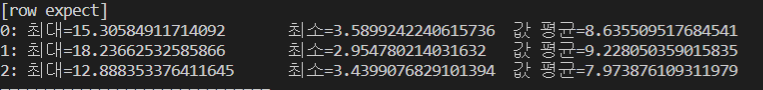 [row expect]
0: 최대=15.30584911714092 최소=3.5899242240615736 값 평균=8.635509517684541
1: 최대=18.23662532585866 최소=2.954780214031632 값 평균=9.228050359015835
2: 최대=12.888353376411645 최소=3.4399076829101394 값 평균=7.973876109311979